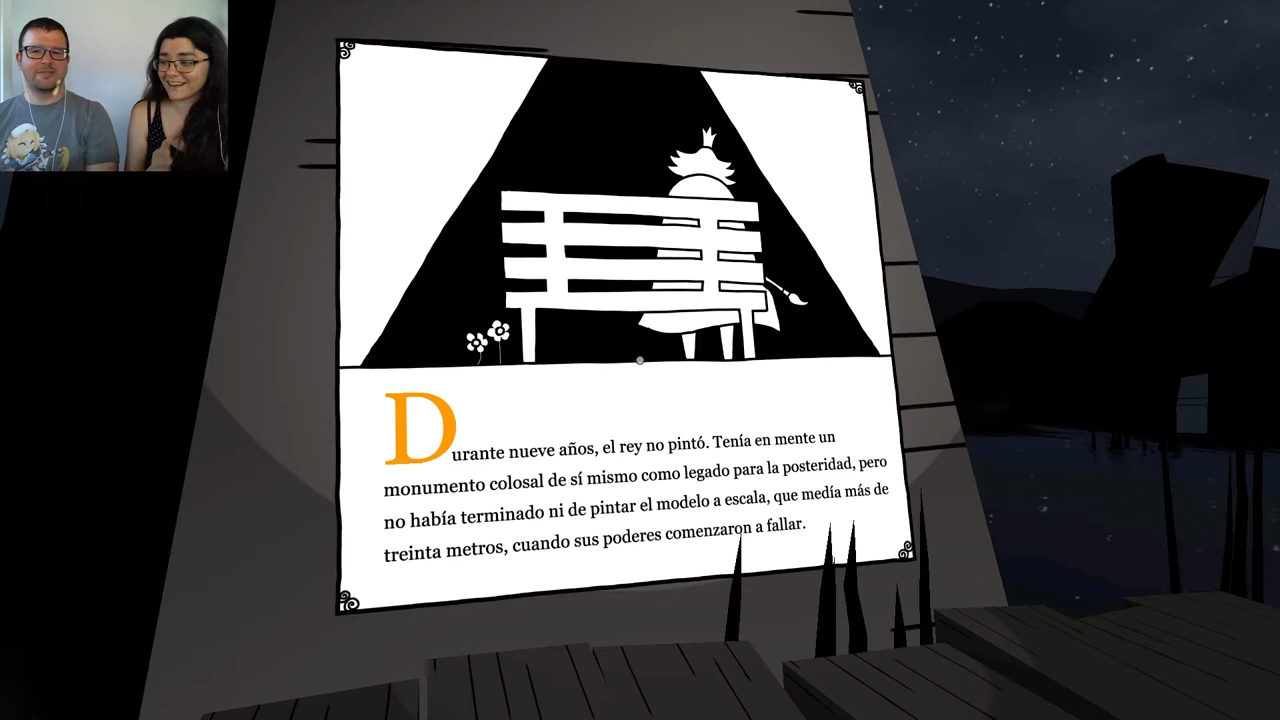 Durante nueve años, el rey no pintó. Tenía en mente un
monumento colosal de sí mismo como legado para la posteridad, pero
no había terminado ni de pintar el modelo a escala, que medía más de
treinta metros, cuando sus poderes comenzaron a fallar.